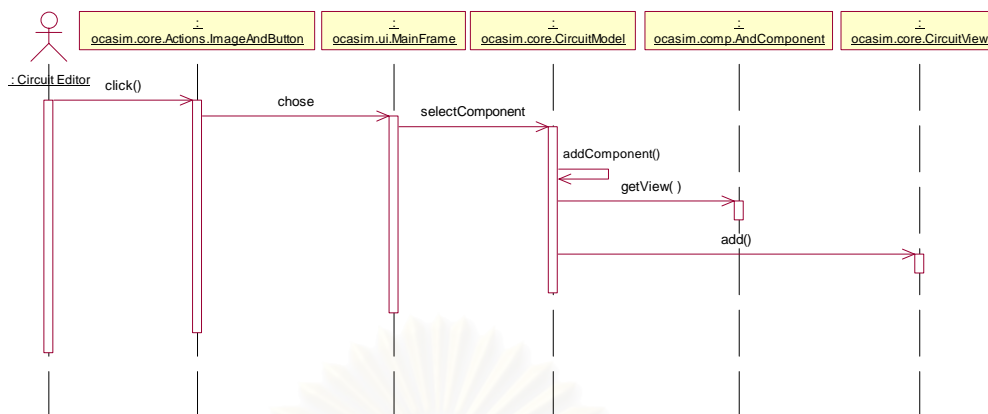 :
ocasim.core.Actions.ImageAndButton
:
ocasim.ui.MainFrame
:
ocasim.core.CircuitModel
:
ocasim.comp.AndComponent
:
ocasim.core.CircuitView
: Circuit Editor
click()
chose
selectComponent
addComponent()
getView( )
add()